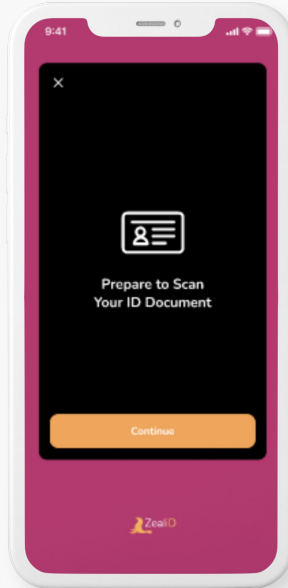 9:41
Prepare to Scan
Your ID Document
Continue
ZealiD